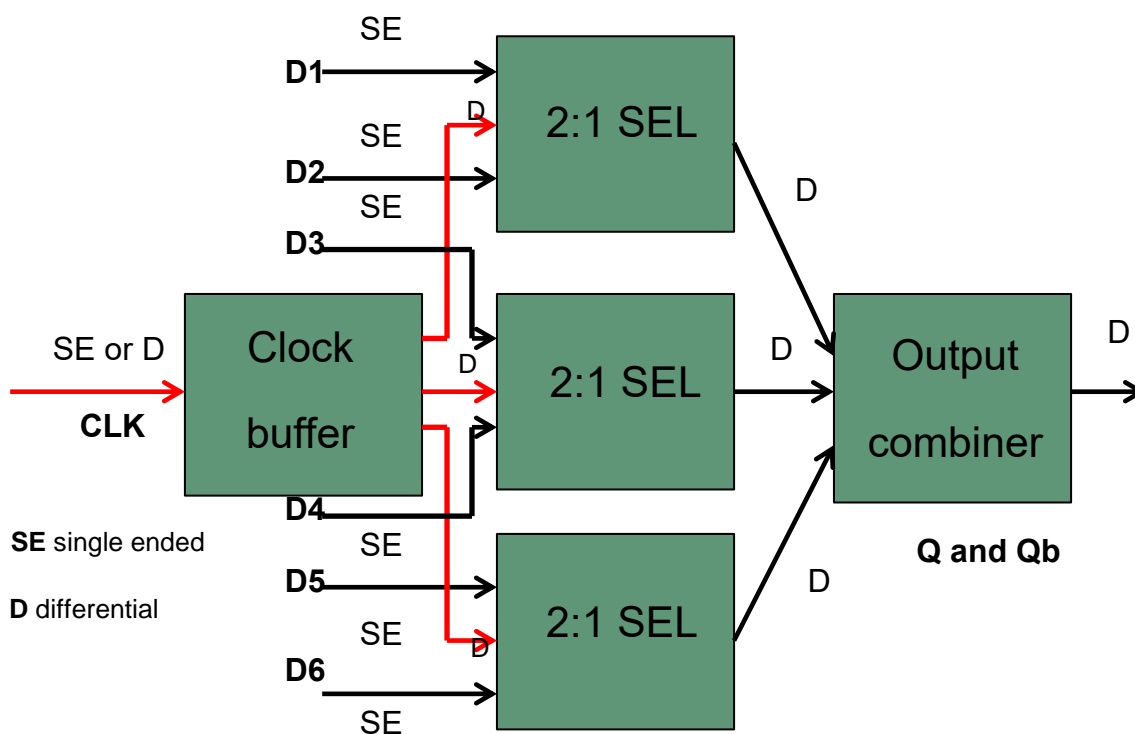 SE
D1
D
2:1 SEL
SE
D2
D
SE
D3
SE or D
Clock
buffer
D
2:1 SEL
D
Output
combiner
D
CLK
D4
SE single ended
SE
Q and Qb
D5
D
D differential
2:1 SEL
SE
D
D6
SE